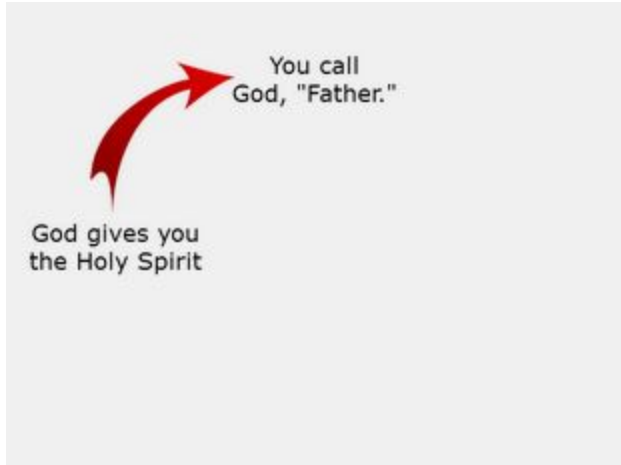 You call
God, "Father."
God gives you
the Holy Spirit